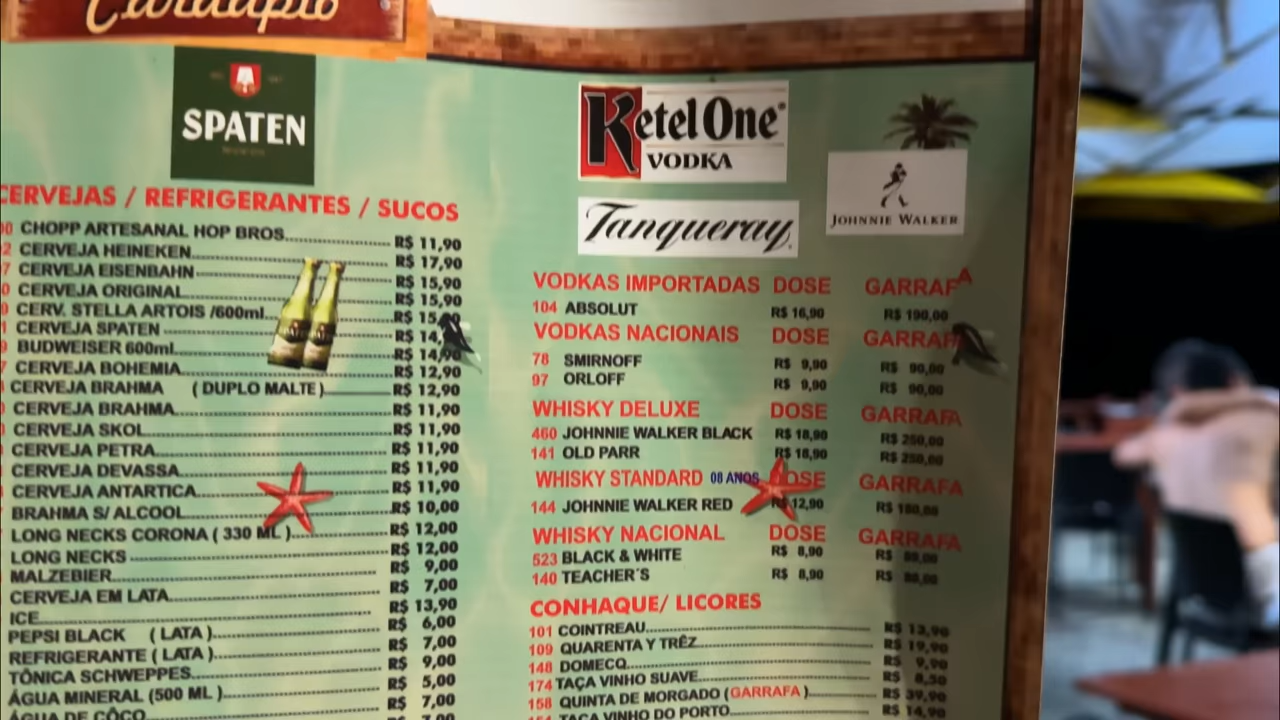 Cardápio
SPATEN
KetelOne®
VODKA
Tanqueray
JOHNNIE WALKER
CERVEJAS / REFRIGERANTES / SUCOS
CHOPP ARTESANAL HOP BROS. R$ 11,90
CERVEJA HEINEKEN R$ 17,90
CERVEJA EISENBAHN R$ 15,90
CERVEJA ORIGINAL R$ 15,90
CERV. STELLA ARTOIS /600ml R$ 15,
CERVEJA SPATEN R$ 14,
BUDWEISER 600ml R$ 14,90
CERVEJA BOHEMIA R$ 12,90
CERVEJA BRAHMA ( DUPLO MALTE ) R$ 12,90
CERVEJA BRAHMA R$ 11,90
CERVEJA SKOL R$ 11,90
CERVEJA PETRA R$ 11,90
CERVEJA DEVASSA R$ 11,90
CERVEJA ANTARTICA R$ 11,90
BRAHMA S/ ALCOOL R$ 10,00
LONG NECKS CORONA ( 330 ML ) R$ 12,00
LONG NECKS R$ 12,00
MALZEBIER R$ 9,00
CERVEJA EM LATA R$ 7,00
ICE R$ 13,90
PEPSI BLACK ( LATA ) R$ 6,00
REFRIGERANTE ( LATA ) R$ 7,00
TÔNICA SCHWEPPES R$ 9,00
ÁGUA MINERAL (500 ML ) R$ 5,00
ÁGUA DE CÔCO R$ 7,00
VODKAS IMPORTADAS DOSE GARRAFA
104 ABSOLUT R$ 16,90 R$ 190,00
VODKAS NACIONAIS DOSE GARRAFA
78 SMIRNOFF R$ 9,90 R$ 90,00
97 ORLOFF R$ 9,90 R$ 90,00
WHISKY DELUXE DOSE GARRAFA
460 JOHNNIE WALKER BLACK R$ 18,90 R$ 250,00
141 OLD PARR R$ 18,90 R$ 250,00
WHISKY STANDARD 08 ANOS DOSE GARRAFA
144 JOHNNIE WALKER RED R$ 12,90 R$ 180,00
WHISKY NACIONAL DOSE GARRAFA
523 BLACK & WHITE R$ 8,90 R$
140 TEACHER´S R$ 8,90 R$
CONHAQUE/ LICORES
101 COINTREAU R$ 13,90
109 QUARENTA Y TRÊZ R$ 19,90
148 DOMECQ R$ 9,90
174 TAÇA VINHO SUAVE R$ 8,50
158 QUINTA DE MORGADO ( GARRAFA ) R$ 39,90
TAÇA VINHO DO PORTO R$ 14,90